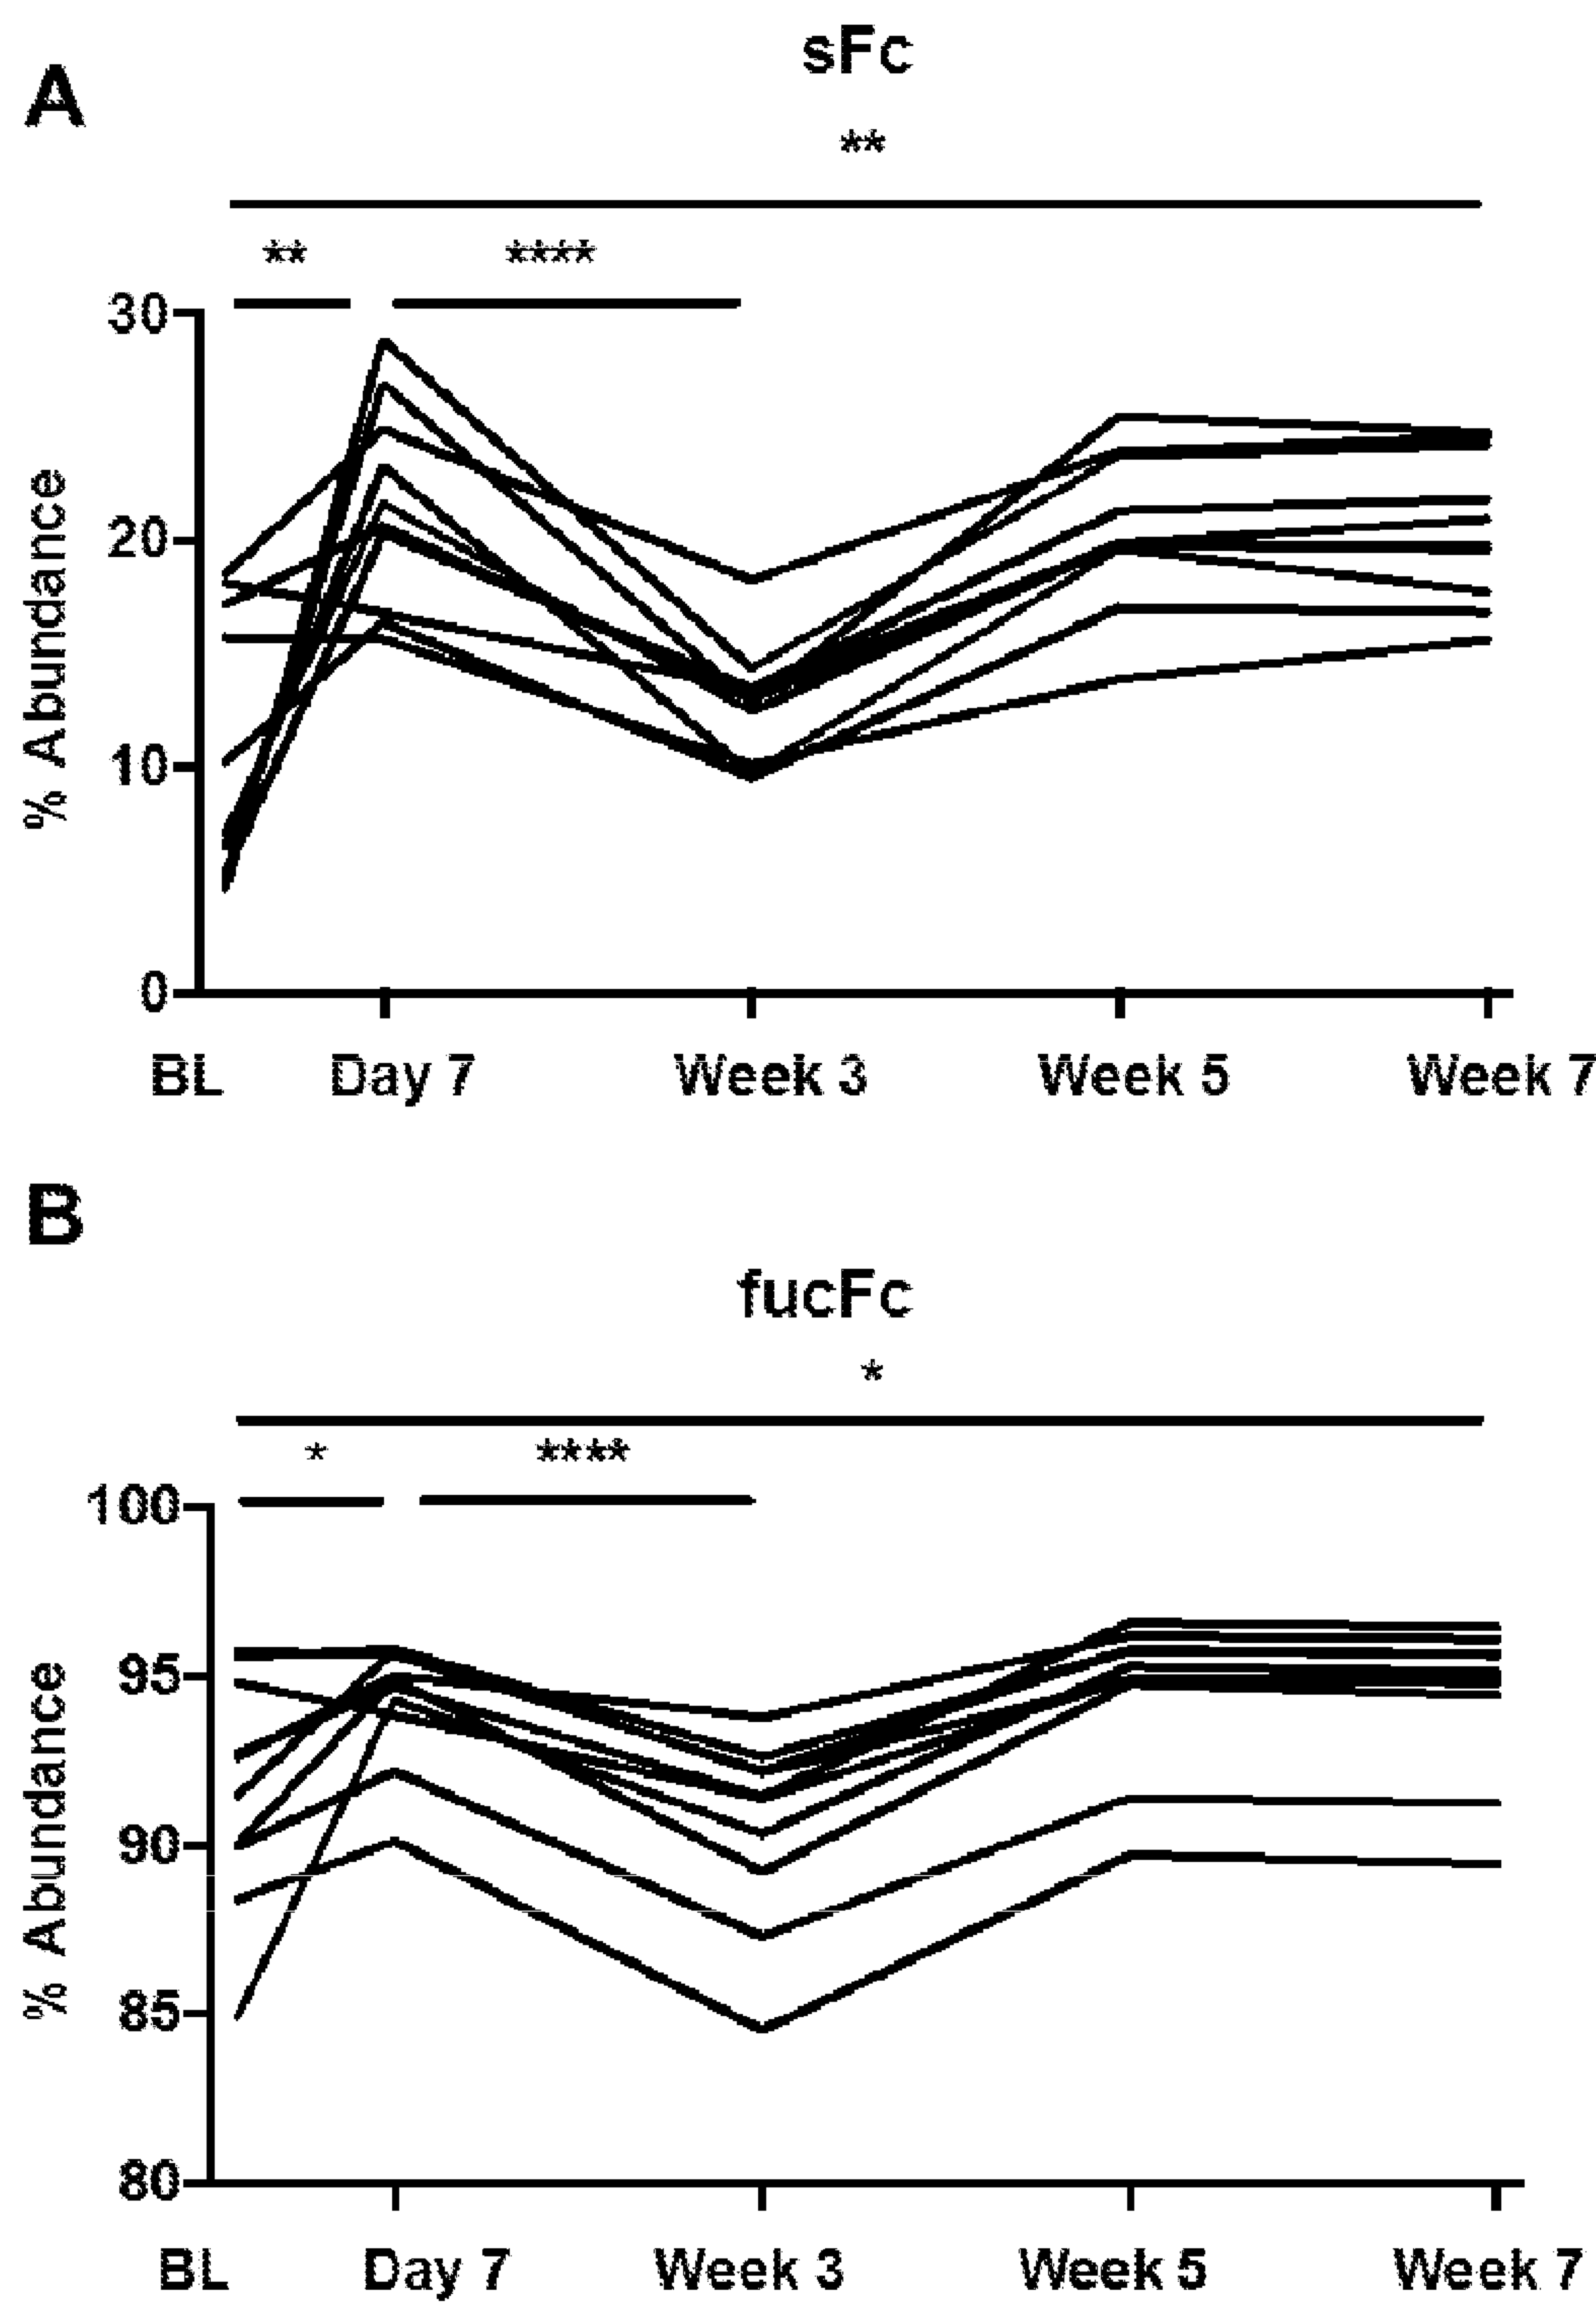 A
sFc
**
** ****
30
20
10
0
% Abundance
BL Day 7 Week 3 Week 5 Week 7
B
fucFc
*
* ****
100
95
90
85
80
% Abundance
BL Day 7 Week 3 Week 5 Week 7